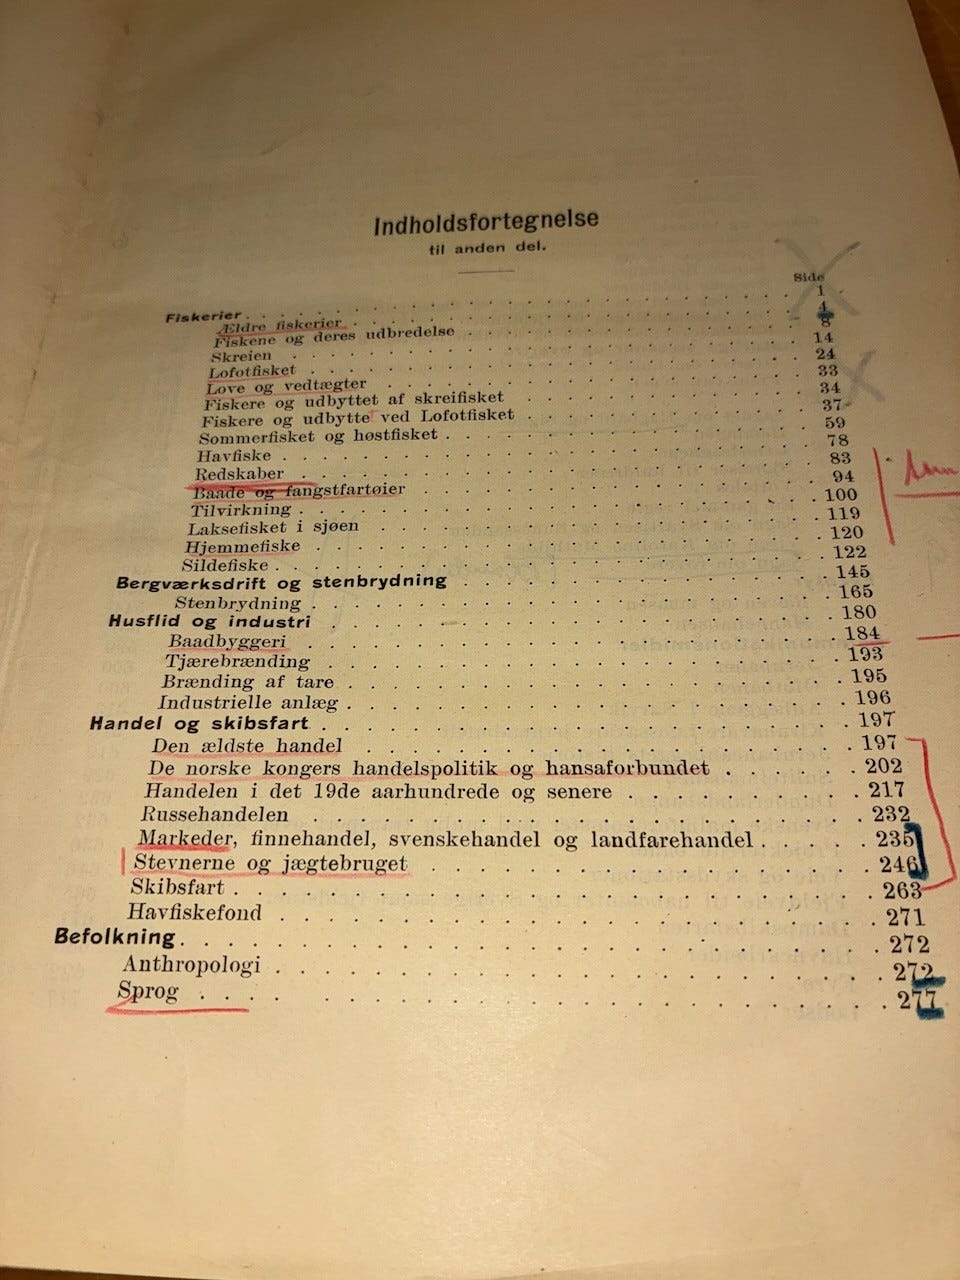 Indholdsfortegnelse
til anden del.
Side
Fiskerier . . . . . . . . . . 1
Ældre fiskerier . . . . . . . . . . 4
Fiskene og deres udbredelse . . . . . . . . . . 8
Skreien . . . . . . . . . . 14
Lofotfisket . . . . . . . . . . 24
Love og vedtægter . . . . . . . . . . 33
Fiskere og udbyttet af skreifisket . . . . . . . . . . 34
Fiskere og udbytte ved Lofotfisket . . . . . . . . . . 37
Sommerfisket og høstfisket . . . . . . . . . . 59
Havfiske . . . . . . . . . . 78
Redskaber . . . . . . . . . . 83
Baade og fangstfartøier . . . . . . . . . . 94
Tilvirkning . . . . . . . . . . 100
Laksefisket i sjøen . . . . . . . . . . 119
Hjemmefiske . . . . . . . . . . 120
Sildefiske . . . . . . . . . . 122
Bergværksdrift og stenbrydning . . . . . . . . . . 145
Stenbrydning . . . . . . . . . . 165
Husflid og industri . . . . . . . . . . 180
Baadbyggeri . . . . . . . . . . 184
Tjærebrænding . . . . . . . . . . 193
Brænding af tare . . . . . . . . . . 195
Industrielle anlæg . . . . . . . . . . 196
Handel og skibsfart . . . . . . . . . . 197
Den ældste handel . . . . . . . . . . 197
De norske kongers handelspolitik og hansaforbundet . . . . . 202
Handelen i det 19de aarhundrede og senere . . . . . . . . 217
Russehandelen . . . . . . . . . . 232
Markeder, finnehandel, svenskehandel og landfarehandel . . . . 235
Stevnerne og jægtebruget . . . . . . . . . . 246
Skibsfart . . . . . . . . . . 263
Havfiskefond . . . . . . . . . . 271
Befolkning . . . . . . . . . . 272
Anthropologi . . . . . . . . . . 272
Sprog . . . . . . . . . . 277